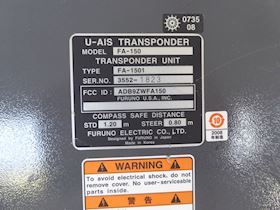 0735
08
U-AIS TRANSPONDER
U-MODEL FA-150
TRANSPONDER UNIT
TYPE FA-1501
SER.NO. 3552-1823
FCC ID: ADB9ZWFA150
FURUNO U.S.A., INC.
COMPASS SAFE DISTANCE
STD 1.20 m STEER 0.80 m
FURUNO ELECTRIC CO., LTD.
Designed by FURUNO in Japan
Made in Korea
10
2008
WARNING
To avoid electrical shock, do not
remove cover. No user-serviceable
parts inside.
警告